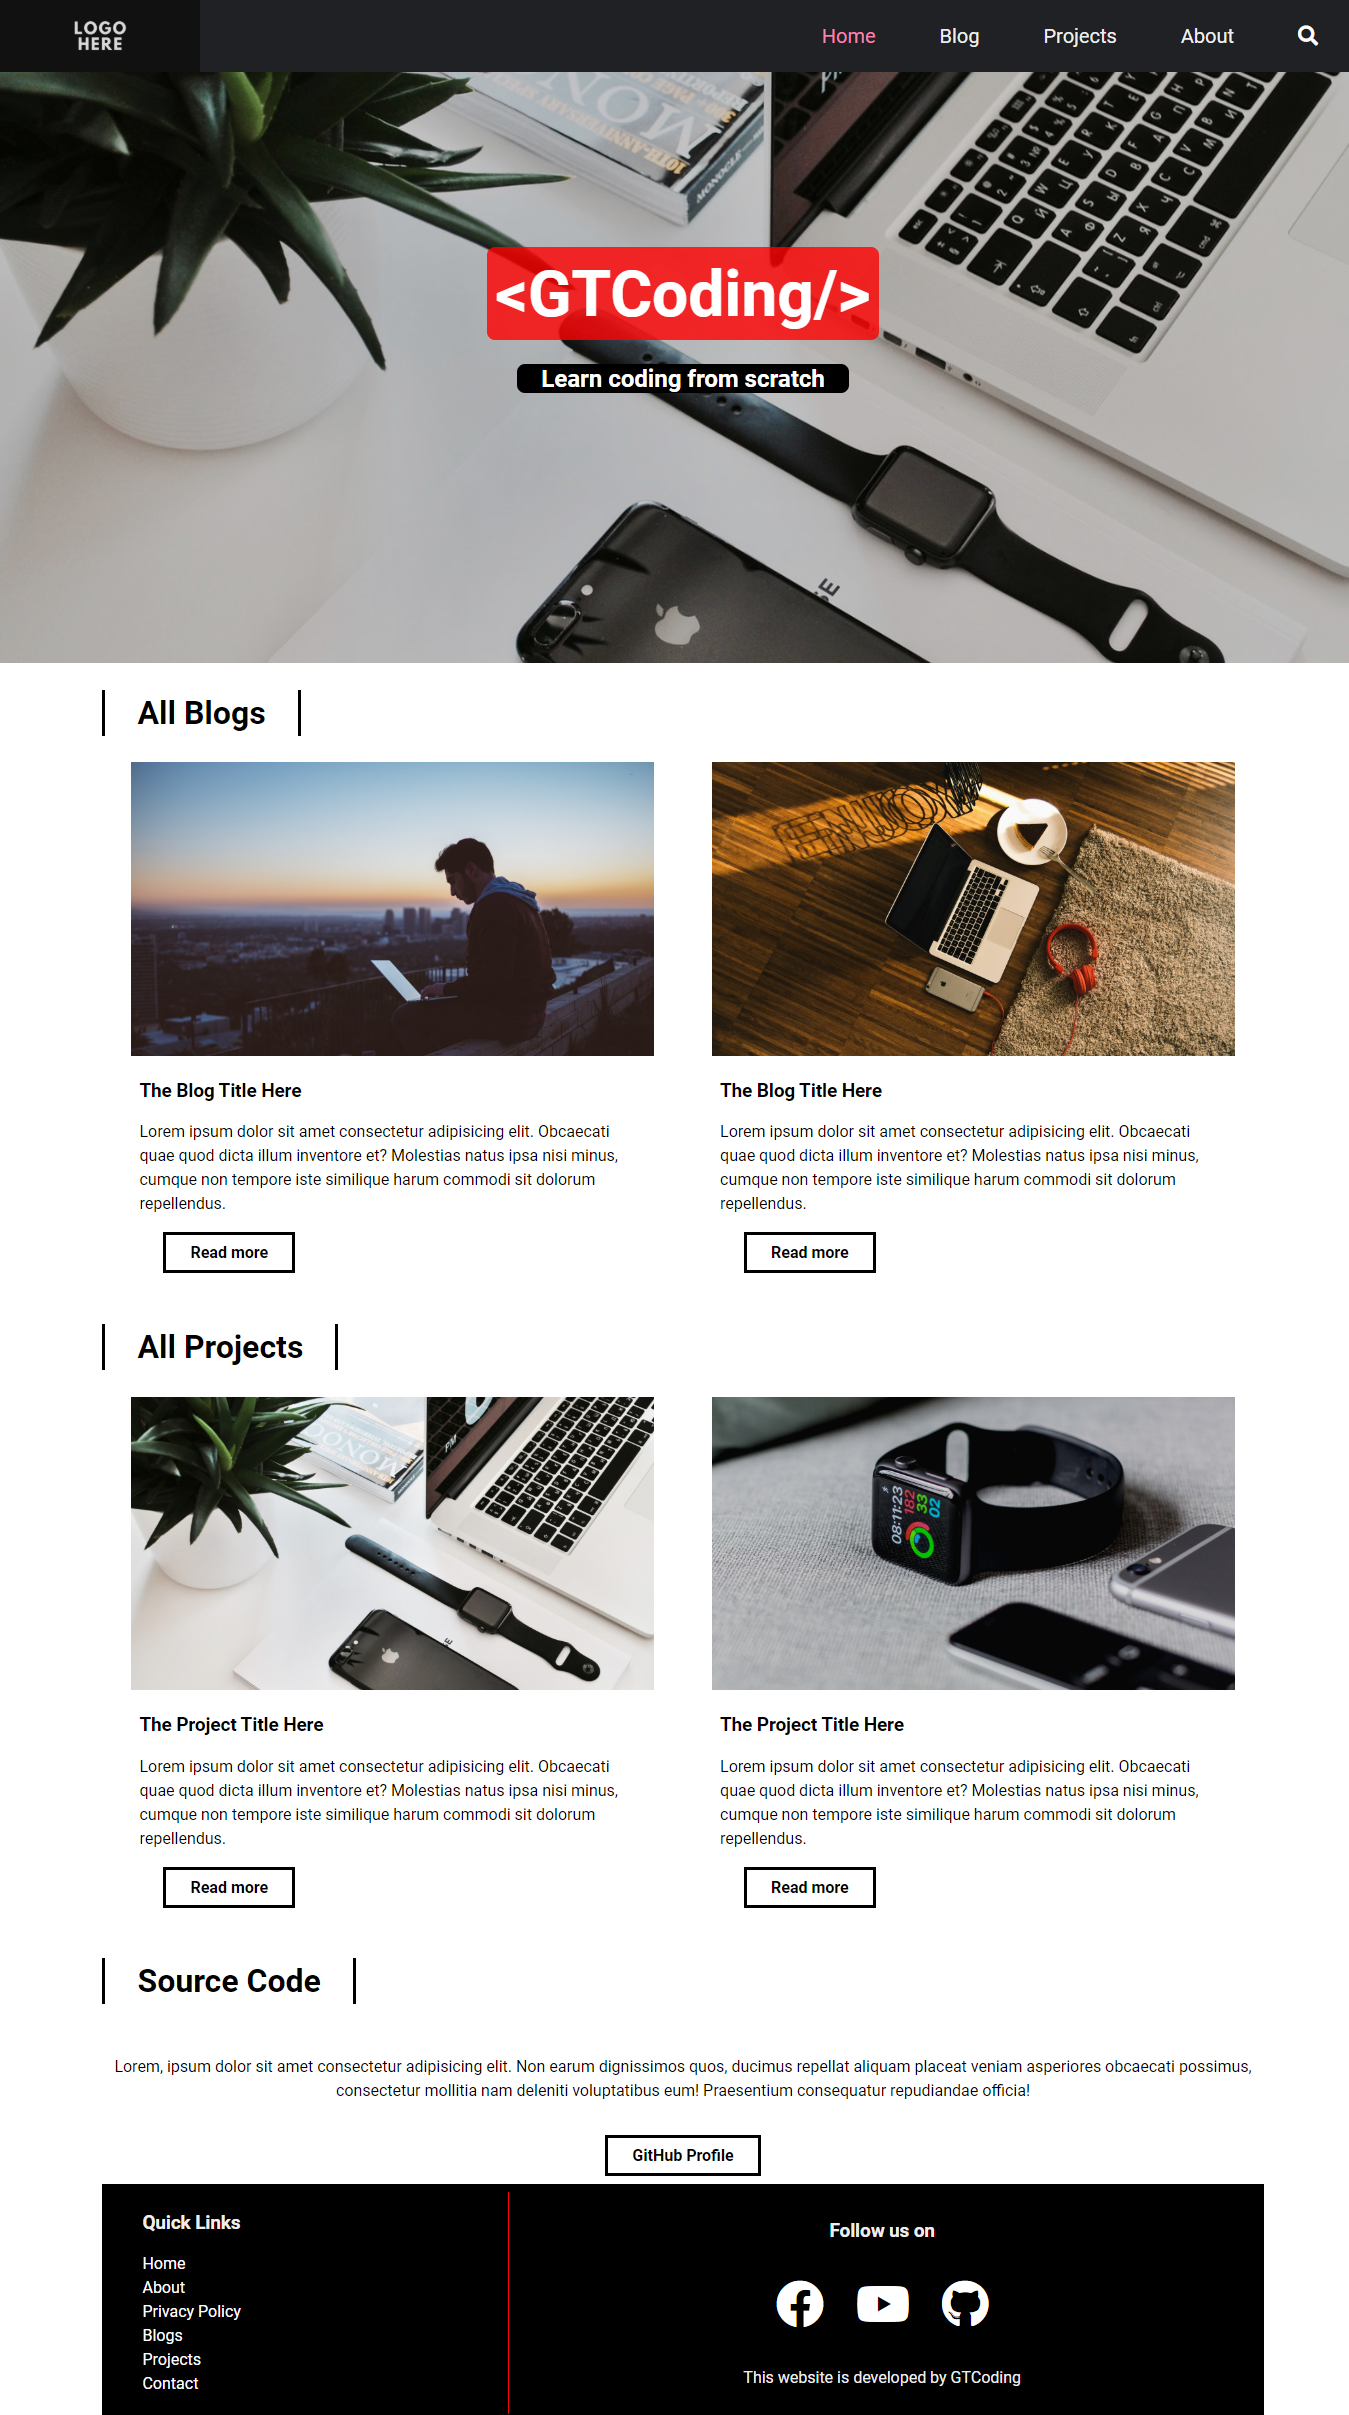 LOGO
HERE
Home
Blog
Projects
About
MONO
10TH-ANNIVERSARY
MONOCLE
<GTCoding/>
Learn coding from scratch
All Blogs
ENJOY
The Blog Title Here
Lorem ipsum dolor sit amet consectetur adipisicing elit. Obcaecati
quae quod dicta illum inventore et? Molestias natus ipsa nisi minus,
cumque non tempore iste similique harum commodi sit dolorum
repellendus.
Read more
The Blog Title Here
Lorem ipsum dolor sit amet consectetur adipisicing elit. Obcaecati
quae quod dicta illum inventore et? Molestias natus ipsa nisi minus,
cumque non tempore iste similique harum commodi sit dolorum
repellendus.
Read more
All Projects
08:11:23
182
33
02
The Project Title Here
Lorem ipsum dolor sit amet consectetur adipisicing elit. Obcaecati
quae quod dicta illum inventore et? Molestias natus ipsa nisi minus,
cumque non tempore iste similique harum commodi sit dolorum
repellendus.
Read more
The Project Title Here
Lorem ipsum dolor sit amet consectetur adipisicing elit. Obcaecati
quae quod dicta illum inventore et? Molestias natus ipsa nisi minus,
cumque non tempore iste similique harum commodi sit dolorum
repellendus.
Read more
Source Code
Lorem, ipsum dolor sit amet consectetur adipisicing elit. Non earum dignissimos quos, ducimus repellat aliquam placeat veniam asperiores obcaecati possimus,
consectetur mollitia nam deleniti voluptatibus eum! Praesentium consequatur repudiandae officia!
GitHub Profile
Quick Links
Home
About
Privacy Policy
Blogs
Projects
Contact
Follow us on
This website is developed by GTCoding